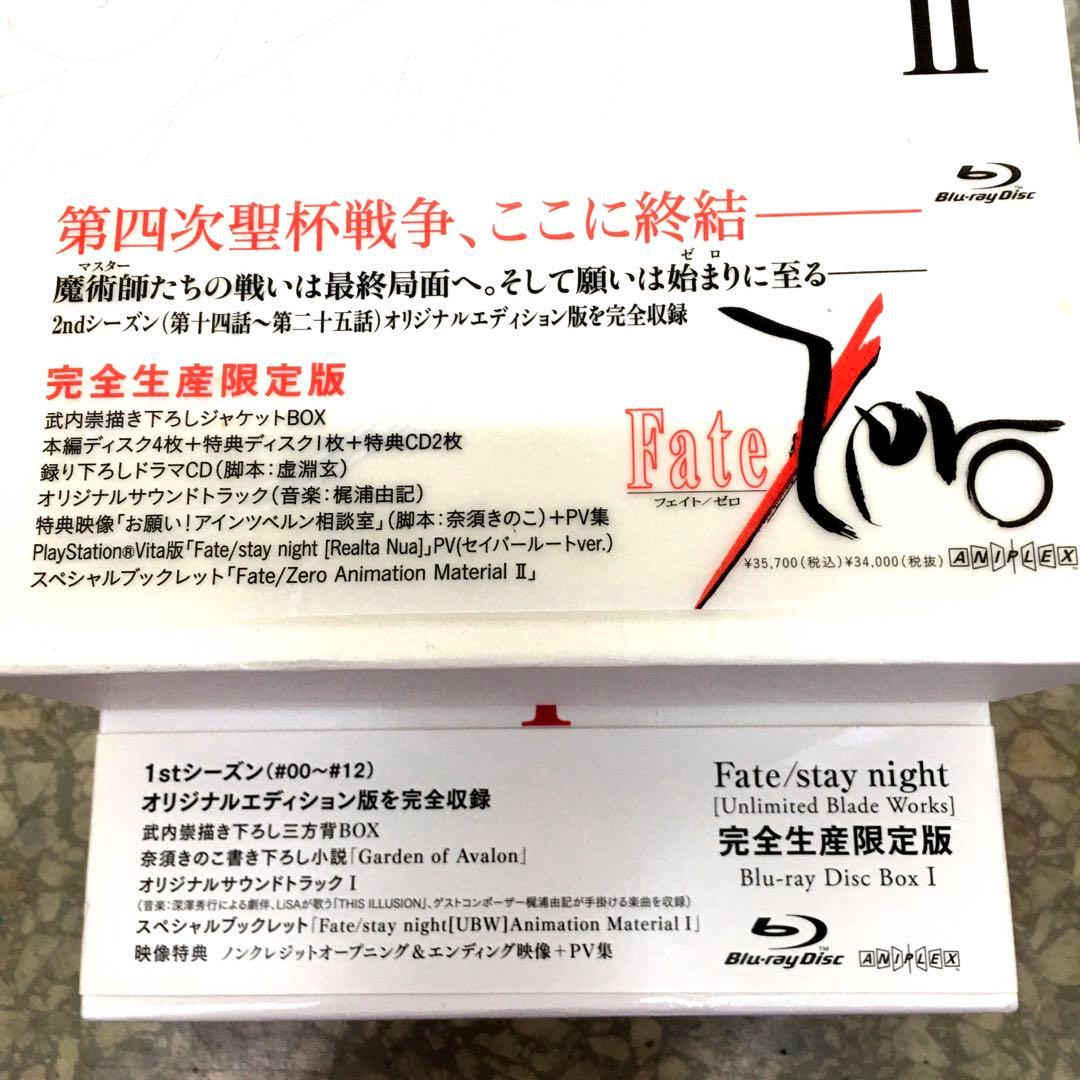 II
Blu-ray Disc™
第四次聖杯戦争、ここに終結――
マスター ゼロ
魔術師たちの戦いは最終局面へ。そして願いは始まりに至る――
2ndシーズン(第十四話～第二十五話)オリジナルエディション版を完全収録
完全生産限定版
武内崇描き下ろしジャケットBOX
本編ディスク4枚＋特典ディスク1枚＋特典CD2枚
録り下ろしドラマCD(脚本:虚淵玄)
オリジナルサウンドトラック(音楽:梶浦由記)
特典映像「お願い!アインツベルン相談室」(脚本:奈須きのこ)＋PV集
PlayStation®Vita版「Fate/stay night [Realta Nua]」PV(セイバールートver.)
スペシャルブックレット「Fate/Zero Animation Material II」
Fate/Zero
フェイト/ゼロ
¥35,700(税込)¥34,000(税抜)
ANIPLEX
I
1stシーズン(#00～#12)
オリジナルエディション版を完全収録
武内崇描き下ろし三方背BOX
奈須きのこ書き下ろし小説「Garden of Avalon」
オリジナルサウンドトラック I
(音楽:深澤秀行による劇伴、LiSAが歌う「THIS ILLUSION」、ゲストコンポーザー梶浦由記が手掛ける楽曲を収録)
スペシャルブックレット「Fate/stay night[UBW]Animation Material I」
映像特典 ノンクレジットオープニング＆エンディング映像＋PV集
Fate/stay night
[Unlimited Blade Works]
完全生産限定版
Blu-ray Disc Box I
Blu-ray Disc™
ANIPLEX